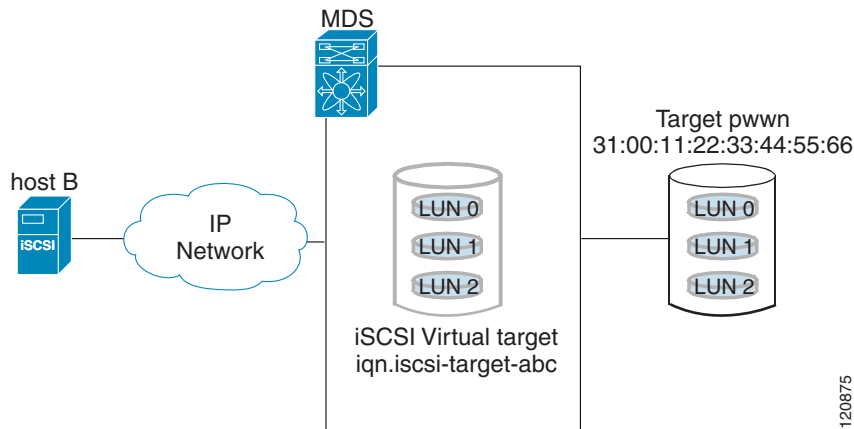 MDS
Target pwwn
31:00:11:22:33:44:55:66
host B
iSCSI
IP
Network
LUN 0
LUN 1
LUN 2
LUN 0
LUN 1
LUN 2
iSCSI Virtual target
iqn.iscsi-target-abc
120875